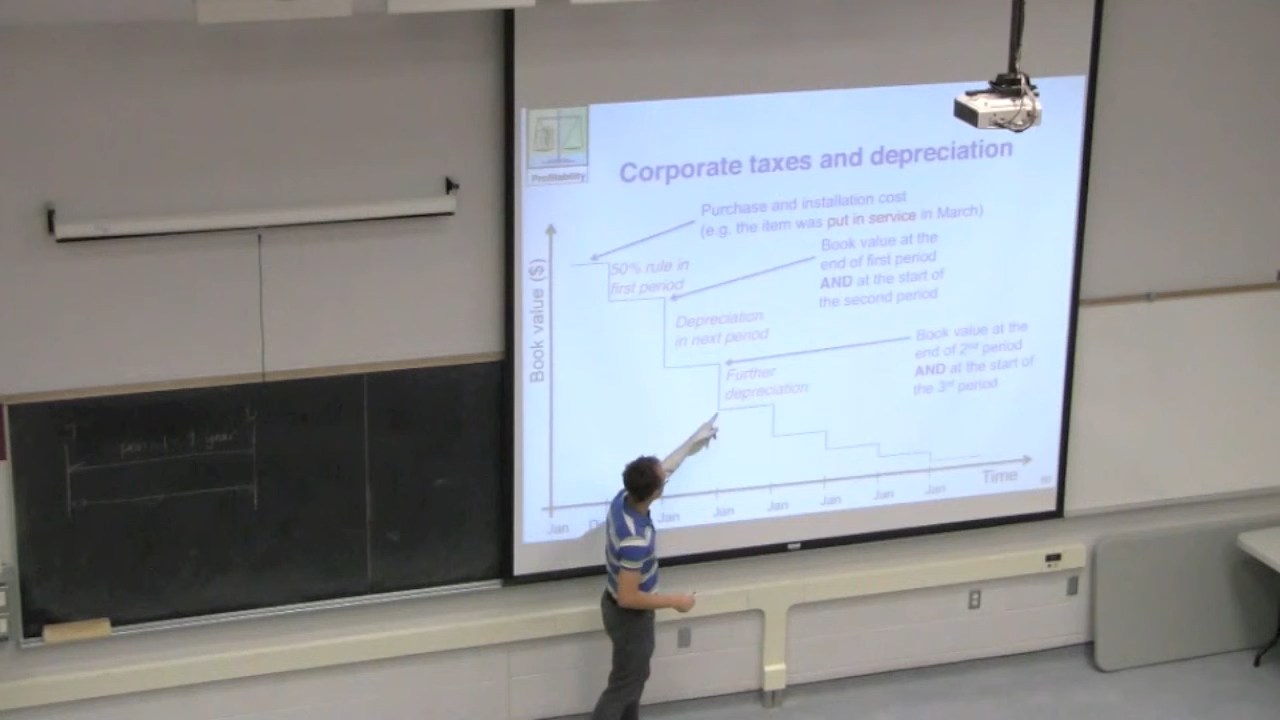 Profitability
Corporate taxes and depreciation
Purchase and installation cost
(e.g. the item was put in service in March)
Book value at the
end of first period
AND at the start of
the second period
50% rule in
first period
Depreciation
in next period
Book value at the
end of 2nd period
AND at the start of
the 3rd period
Further
depreciation
Book value ($)
Time
Jan
Jan Jan Jan Jan Jan Jan
period = 1 year